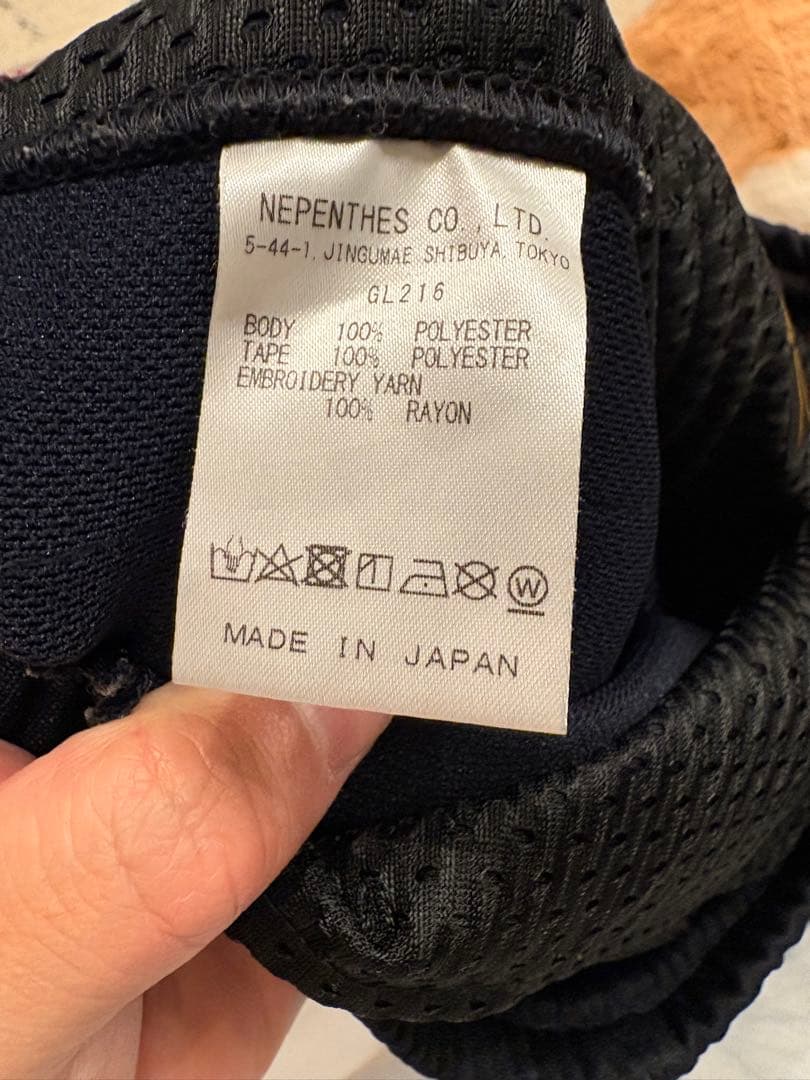 NEPENTHES CO., LTD.
5-44-1, JINGUMAE SHIBUYA, TOKYO
GL216
BODY 100% POLYESTER
TAPE 100% POLYESTER
EMBROIDERY YARN
100% RAYON
W
MADE IN JAPAN